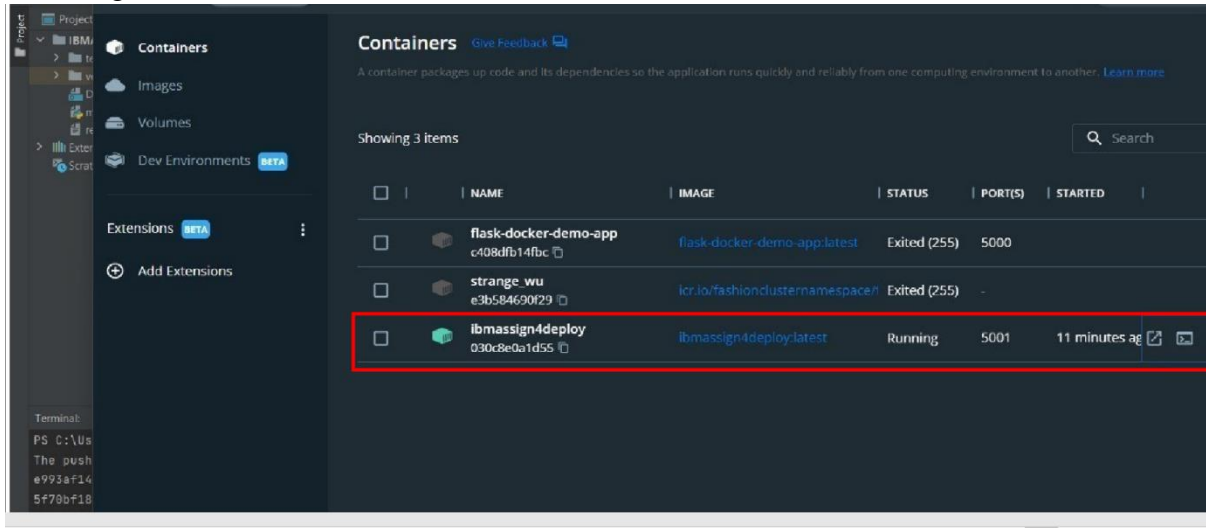 Project
Project
IBMA
Containers
Images
Volumes
Dev Environments BETA
Exter
Scrat
Extensions BETA
Add Extensions
Containers Give Feedback
A container packages up code and its dependencies so the application runs quickly and reliably from one computing environment to another. Learn more
Showing 3 items
Search
NAME IMAGE STATUS PORT(S) STARTED
flask-docker-demo-app flask-docker-demo-app:latest Exited (255) 5000
c408dfb14fbc
strange_wu icr.io/fashionclusternamespace/ Exited (255) -
e3b584690f29
ibmassign4deploy ibmassign4deploy:latest Running 5001 11 minutes ag
030c8e0a1d55
Terminal:
PS C:\Us
The push
e993af14
5f70bf18